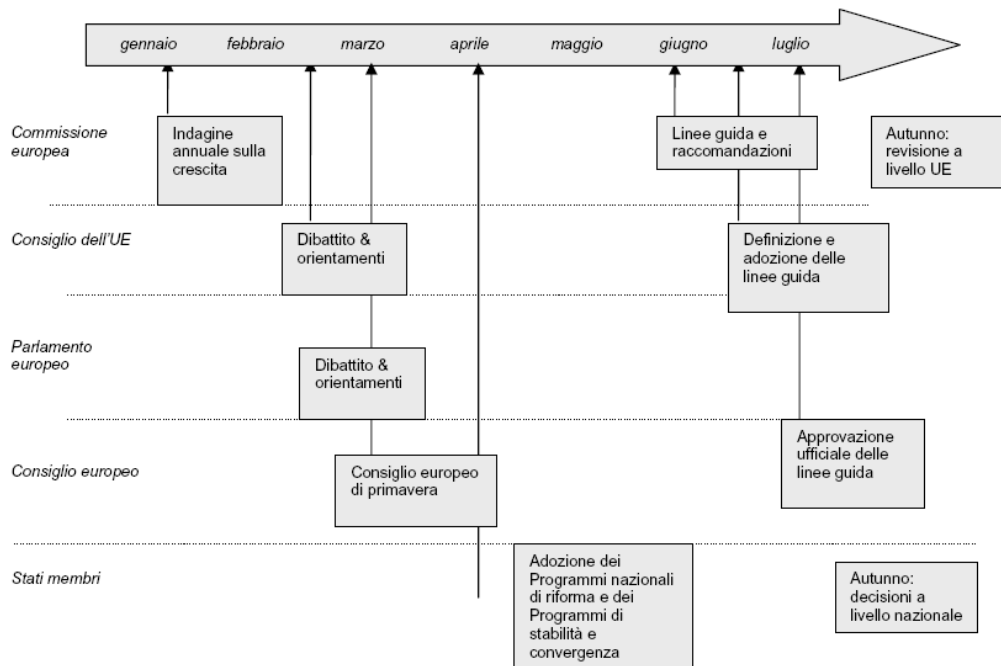 gennaio febbraio marzo aprile maggio giugno luglio
Commissione
europea
Indagine
annuale sulla
crescita
Linee guida e
raccomandazioni
Autunno:
revisione a
livello UE
Consiglio dell'UE
Dibattito &
orientamenti
Definizione e
adozione delle
linee guida
Parlamento
europeo
Dibattito &
orientamenti
Consiglio europeo
Consiglio europeo
di primavera
Approvazione
ufficiale delle
linee guida
Stati membri
Adozione dei
Programmi nazionali
di riforma e dei
Programmi di
stabilità e
convergenza
Autunno:
decisioni a
livello nazionale